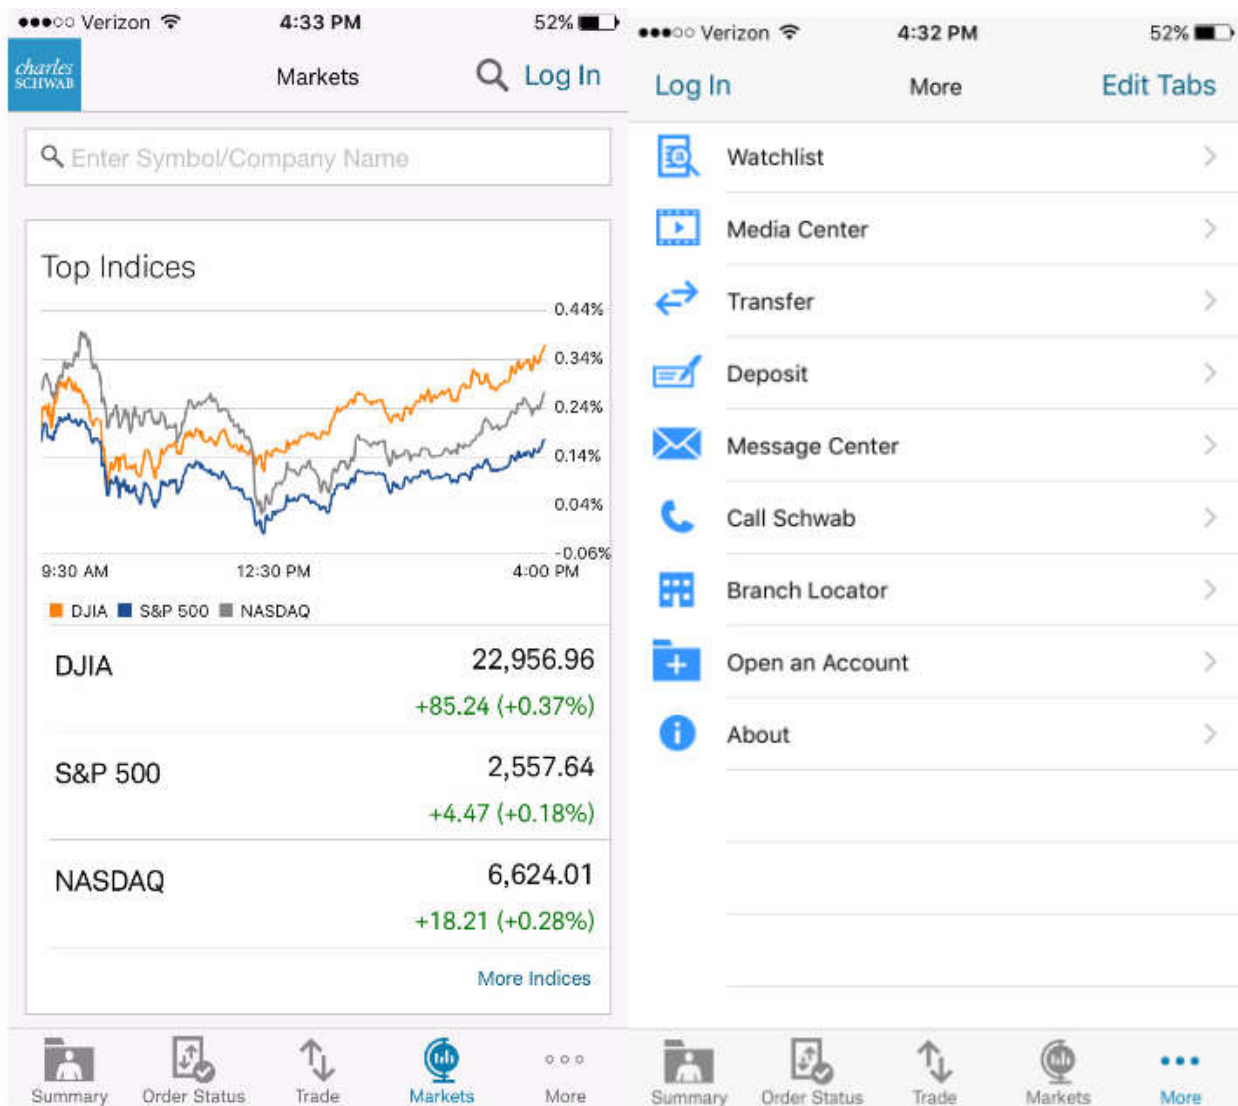 Verizon 4:33 PM 52%
charles
SCHWAB
Markets
Log In
Enter Symbol/Company Name
Top Indices
0.44%
0.34%
0.24%
0.14%
0.04%
-0.06%
9:30 AM 12:30 PM 4:00 PM
DJIA S&P 500 NASDAQ
DJIA 22,956.96
+85.24 (+0.37%)
S&P 500 2,557.64
+4.47 (+0.18%)
NASDAQ 6,624.01
+18.21 (+0.28%)
More Indices
Summary Order Status Trade Markets More
Verizon 4:32 PM 52%
Log In More Edit Tabs
Watchlist
Media Center
Transfer
Deposit
Message Center
Call Schwab
Branch Locator
Open an Account
About
Summary Order Status Trade Markets More